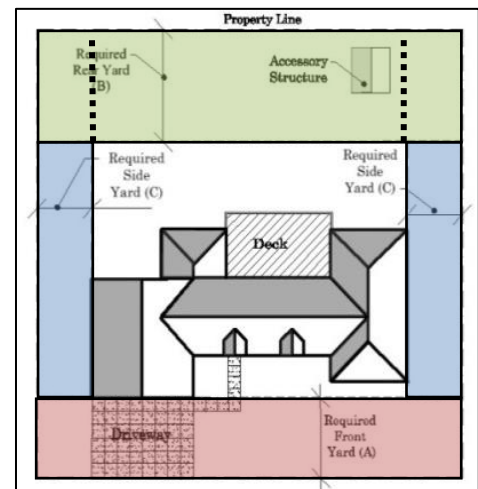 Property Line
Required
Rear Yard
(B)
Accessory
Structure
Required
Side
Yard (C)
Required
Side
Yard (C)
Deck
Driveway
Required
Front
Yard (A)